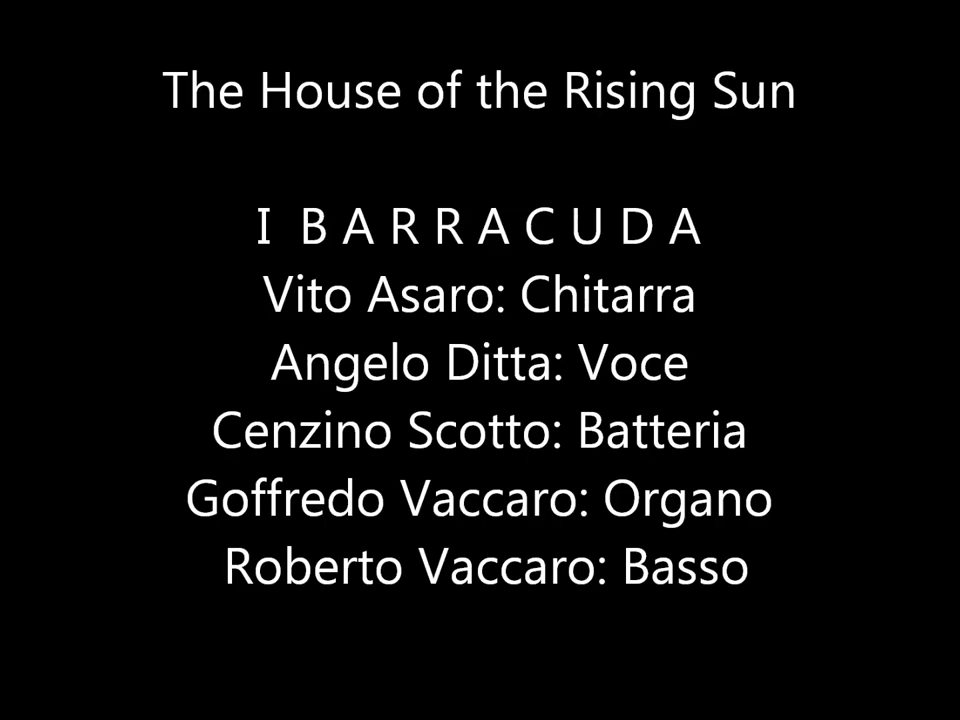 The House of the Rising Sun
I B A R R A C U D A
Vito Asaro: Chitarra
Angelo Ditta: Voce
Cenzino Scotto: Batteria
Goffredo Vaccaro: Organo
Roberto Vaccaro: Basso